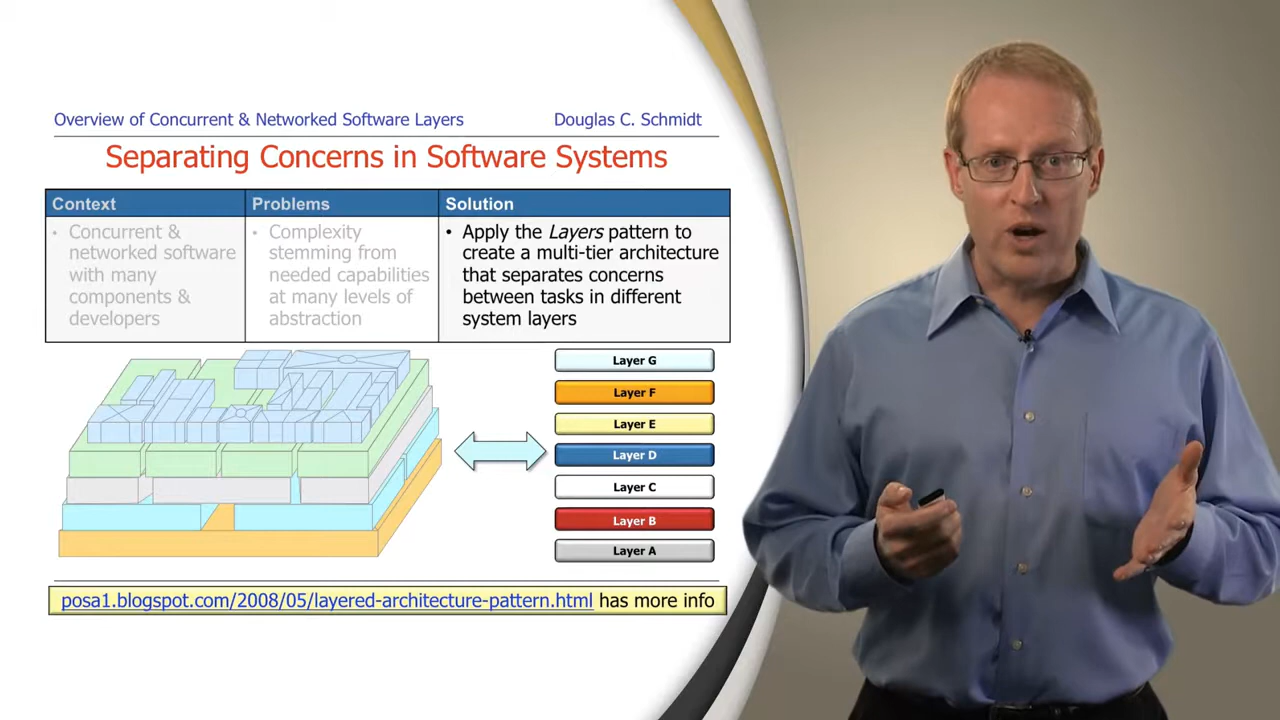 Overview of Concurrent & Networked Software Layers Douglas C. Schmidt
Separating Concerns in Software Systems
Context
• Concurrent &
networked software
with many
components &
developers
Problems
• Complexity
stemming from
needed capabilities
at many levels of
abstraction
Solution
• Apply the Layers pattern to
create a multi-tier architecture
that separates concerns
between tasks in different
system layers
Layer G
Layer F
Layer E
Layer D
Layer C
Layer B
Layer A
posa1.blogspot.com/2008/05/layered-architecture-pattern.html has more info